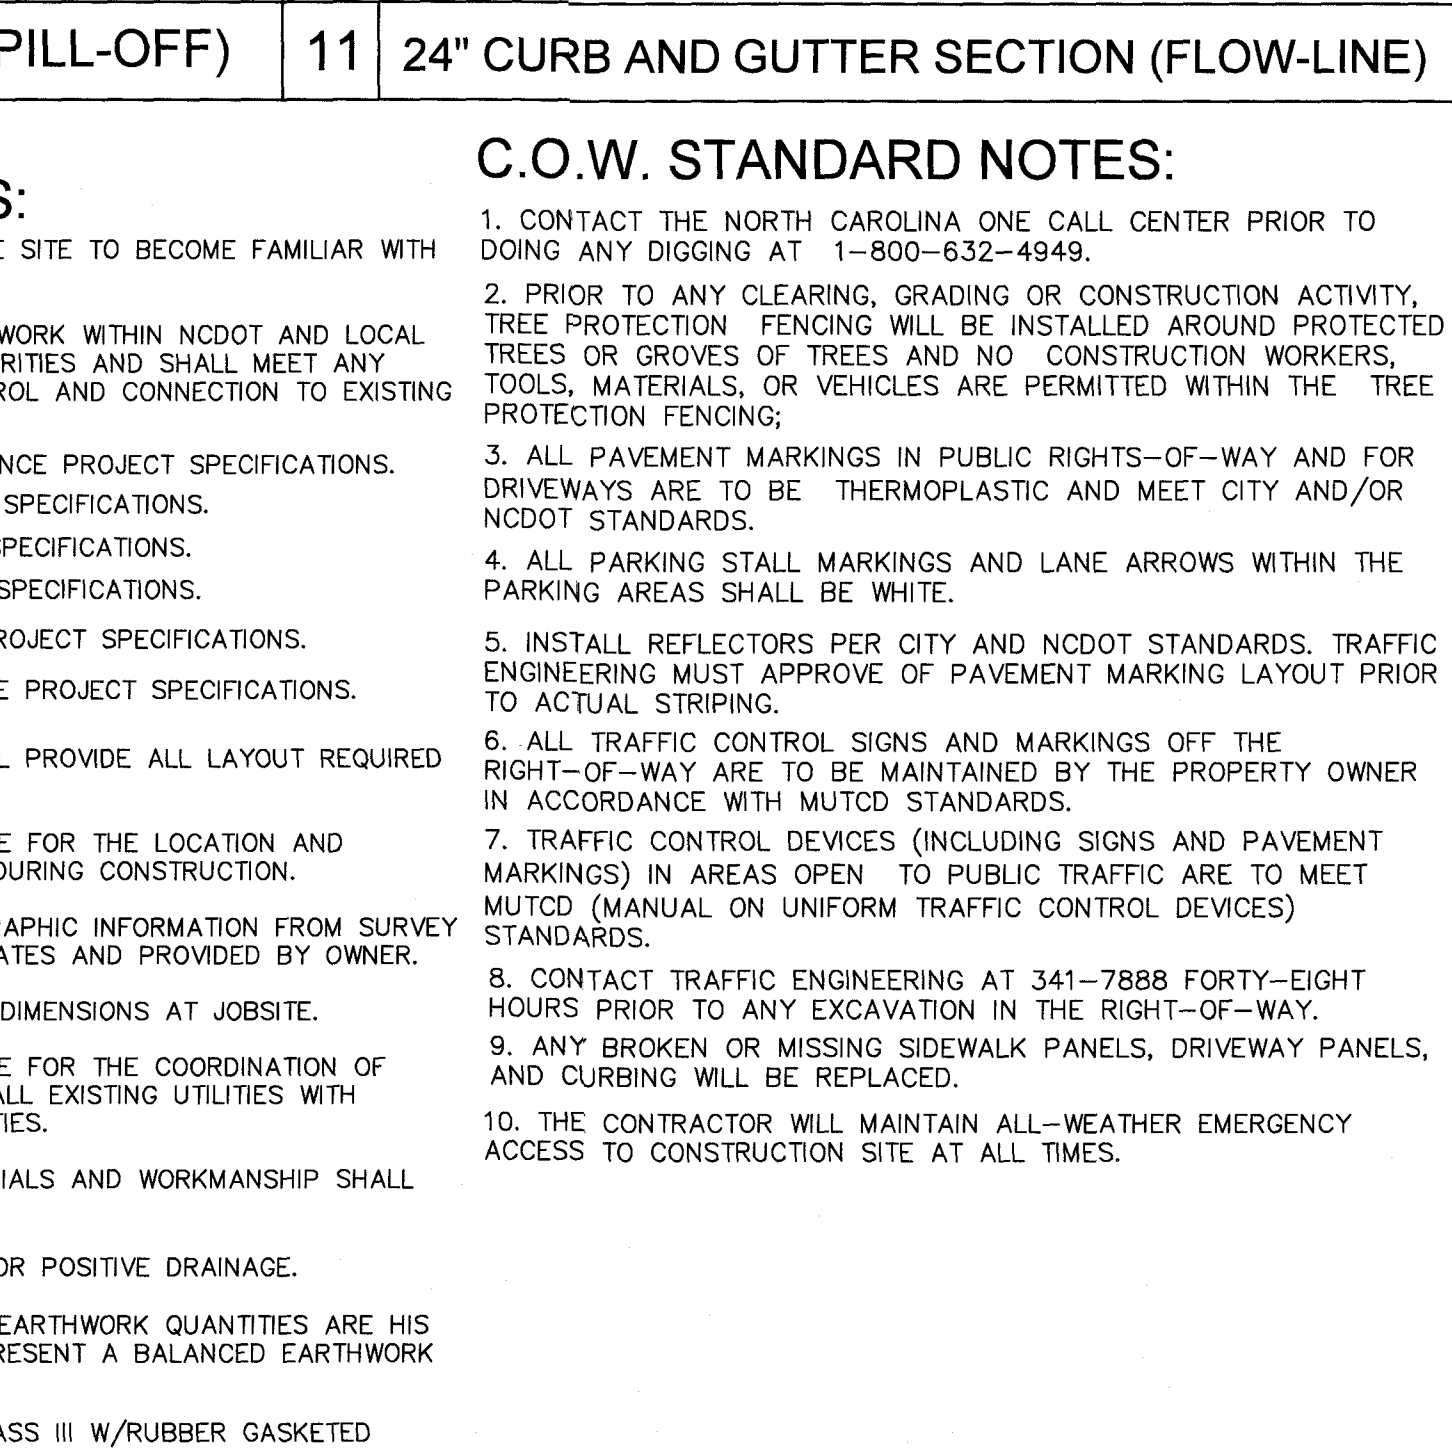 PILL-OFF) 11 24" CURB AND GUTTER SECTION (FLOW-LINE)
S:
E SITE TO BECOME FAMILIAR WITH
WORK WITHIN NCDOT AND LOCAL
RITIES AND SHALL MEET ANY
ROL AND CONNECTION TO EXISTING
NCE PROJECT SPECIFICATIONS.
SPECIFICATIONS.
SPECIFICATIONS.
SPECIFICATIONS.
ROJECT SPECIFICATIONS.
E PROJECT SPECIFICATIONS.
L PROVIDE ALL LAYOUT REQUIRED
E FOR THE LOCATION AND
DURING CONSTRUCTION.
RAPHIC INFORMATION FROM SURVEY
ATES AND PROVIDED BY OWNER.
DIMENSIONS AT JOBSITE.
E FOR THE COORDINATION OF
ALL EXISTING UTILITIES WITH
TIES.
IALS AND WORKMANSHIP SHALL
OR POSITIVE DRAINAGE.
EARTHWORK QUANTITIES ARE HIS
RESENT A BALANCED EARTHWORK
ASS III W/RUBBER GASKETED
C.O.W. STANDARD NOTES:
1. CONTACT THE NORTH CAROLINA ONE CALL CENTER PRIOR TO
DOING ANY DIGGING AT 1-800-632-4949.
2. PRIOR TO ANY CLEARING, GRADING OR CONSTRUCTION ACTIVITY,
TREE PROTECTION FENCING WILL BE INSTALLED AROUND PROTECTED
TREES OR GROVES OF TREES AND NO CONSTRUCTION WORKERS,
TOOLS, MATERIALS, OR VEHICLES ARE PERMITTED WITHIN THE TREE
PROTECTION FENCING;
3. ALL PAVEMENT MARKINGS IN PUBLIC RIGHTS-OF-WAY AND FOR
DRIVEWAYS ARE TO BE THERMOPLASTIC AND MEET CITY AND/OR
NCDOT STANDARDS.
4. ALL PARKING STALL MARKINGS AND LANE ARROWS WITHIN THE
PARKING AREAS SHALL BE WHITE.
5. INSTALL REFLECTORS PER CITY AND NCDOT STANDARDS. TRAFFIC
ENGINEERING MUST APPROVE OF PAVEMENT MARKING LAYOUT PRIOR
TO ACTUAL STRIPING.
6. ALL TRAFFIC CONTROL SIGNS AND MARKINGS OFF THE
RIGHT-OF-WAY ARE TO BE MAINTAINED BY THE PROPERTY OWNER
IN ACCORDANCE WITH MUTCD STANDARDS.
7. TRAFFIC CONTROL DEVICES (INCLUDING SIGNS AND PAVEMENT
MARKINGS) IN AREAS OPEN TO PUBLIC TRAFFIC ARE TO MEET
MUTCD (MANUAL ON UNIFORM TRAFFIC CONTROL DEVICES)
STANDARDS.
8. CONTACT TRAFFIC ENGINEERING AT 341-7888 FORTY-EIGHT
HOURS PRIOR TO ANY EXCAVATION IN THE RIGHT-OF-WAY.
9. ANY BROKEN OR MISSING SIDEWALK PANELS, DRIVEWAY PANELS,
AND CURBING WILL BE REPLACED.
10. THE CONTRACTOR WILL MAINTAIN ALL-WEATHER EMERGENCY
ACCESS TO CONSTRUCTION SITE AT ALL TIMES.